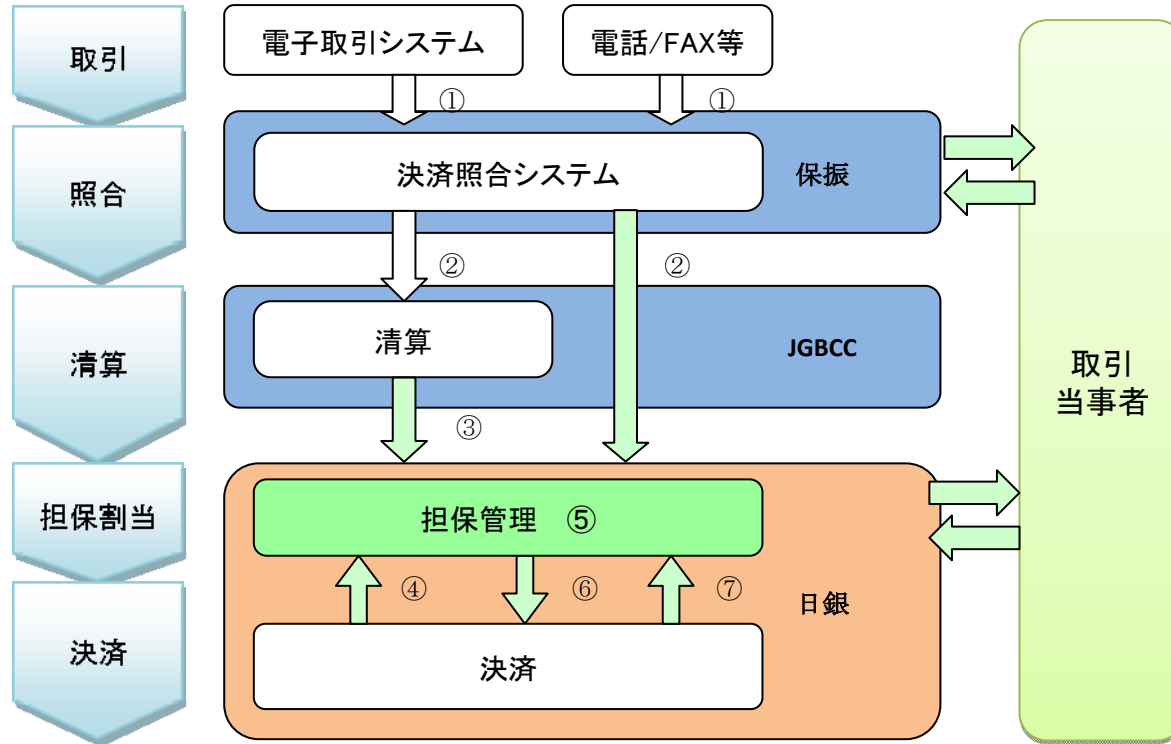 取引
電子取引システム
電話/FAX等
①
①
照合
決済照合システム
保振
②
②
清算
清算
JGBCC
③
取引
当事者
担保割当
担保管理 ⑤
④
⑥
⑦
日銀
決済
決済